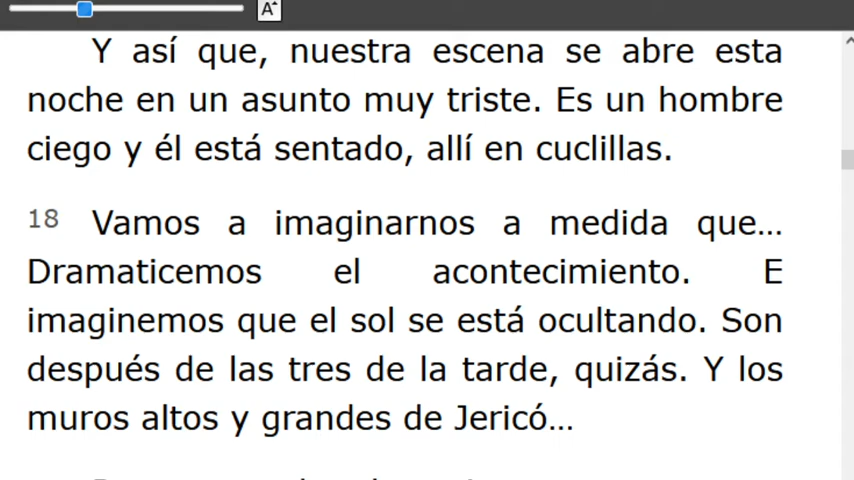 A
Y así que, nuestra escena se abre esta
noche en un asunto muy triste. Es un hombre
ciego y él está sentado, allí en cuclillas.
18 Vamos a imaginarnos a medida que…
Dramaticemos el acontecimiento. E
imaginemos que el sol se está ocultando. Son
después de las tres de la tarde, quizás. Y los
muros altos y grandes de Jericó…